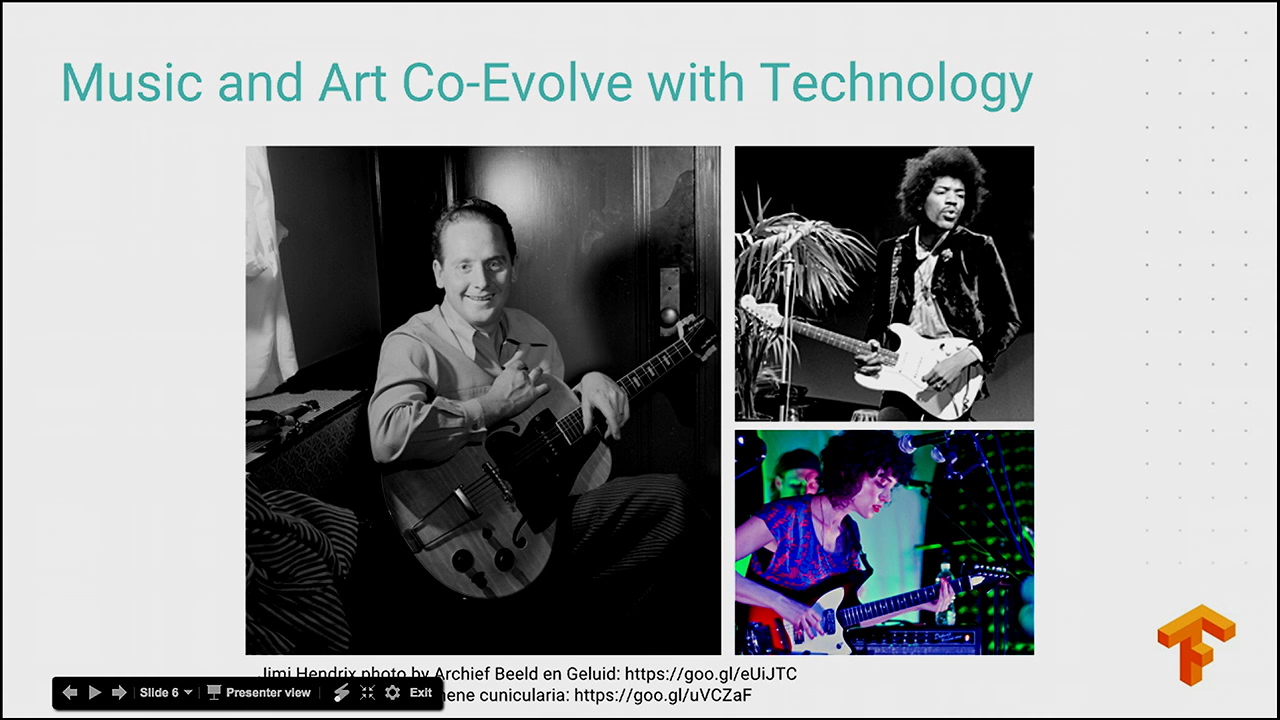 Music and Art Co-Evolve with Technology
Jimi Hendrix photo by Archief Beeld en Geluid: https://goo.gl/eUiJTC
cunicularia: https://goo.gl/uVCZaF
Slide 6
Presenter view
Exit